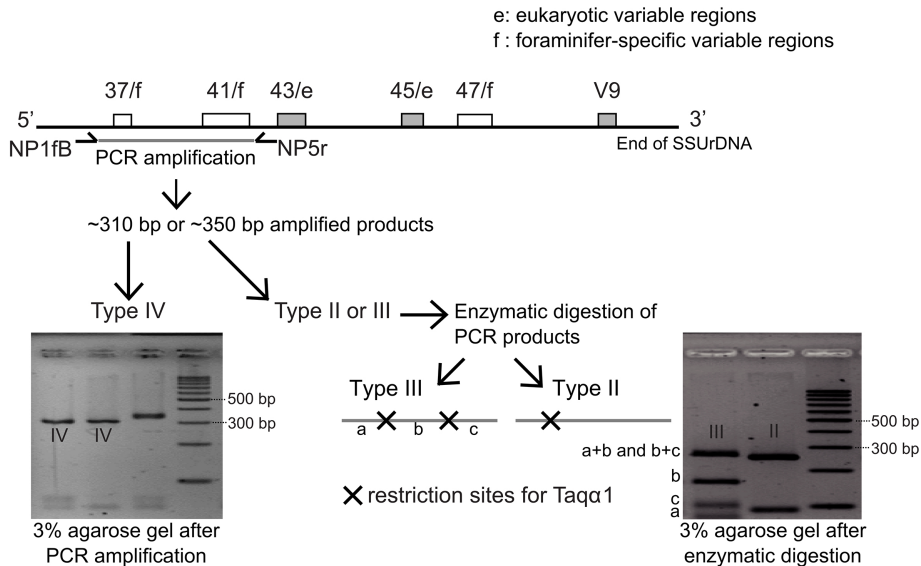 e: eukaryotic variable regions
f : foraminifer-specific variable regions
37/f 41/f 43/e 45/e 47/f V9
5’ 3’
NP1fB PCR amplification NP5r End of SSUrDNA
~310 bp or ~350 bp amplified products
Type IV Type II or III Enzymatic digestion of
PCR products
Type III Type II
500 bp
300 bp
IV IV
a b c
III II
500 bp
300 bp
a+b and b+c
b
c
a
restriction sites for Taqα1
3% agarose gel after
PCR amplification
3% agarose gel after
enzymatic digestion